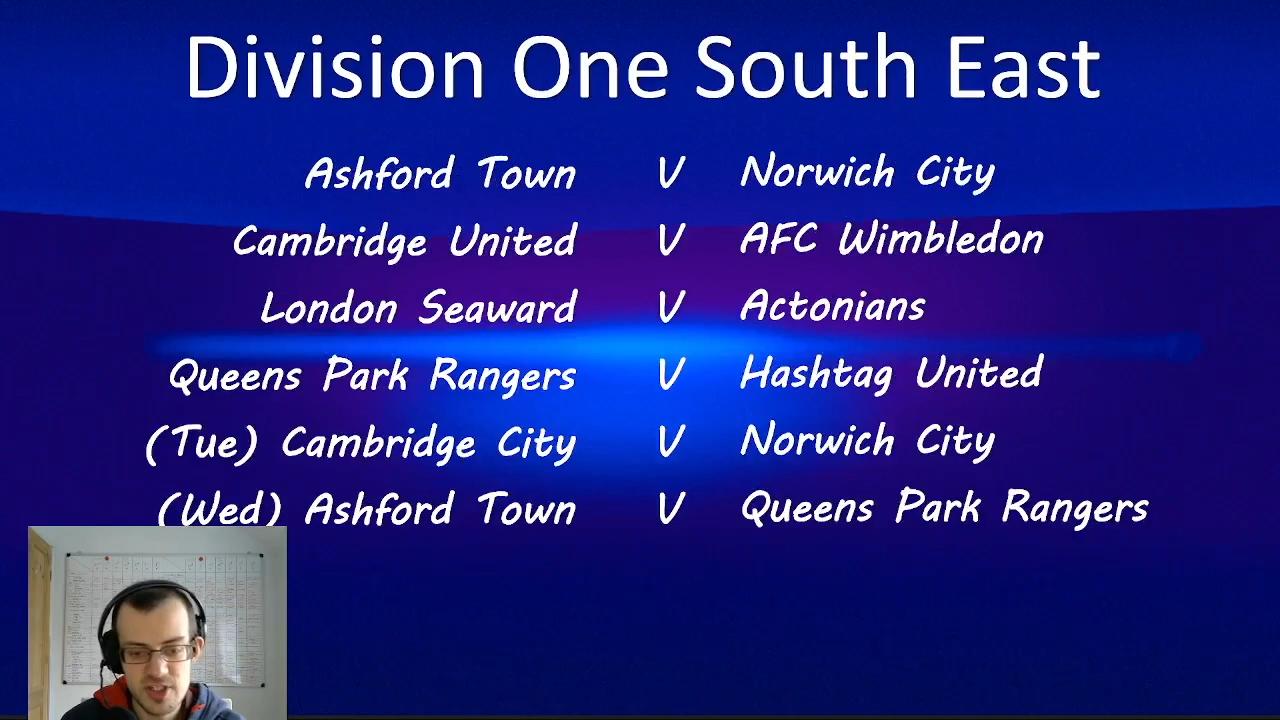 Division One South East
Ashford Town V Norwich City
Cambridge United V AFC Wimbledon
London Seaward V Actonians
Queens Park Rangers V Hashtag United
(Tue) Cambridge City V Norwich City
(Wed) Ashford Town V Queens Park Rangers